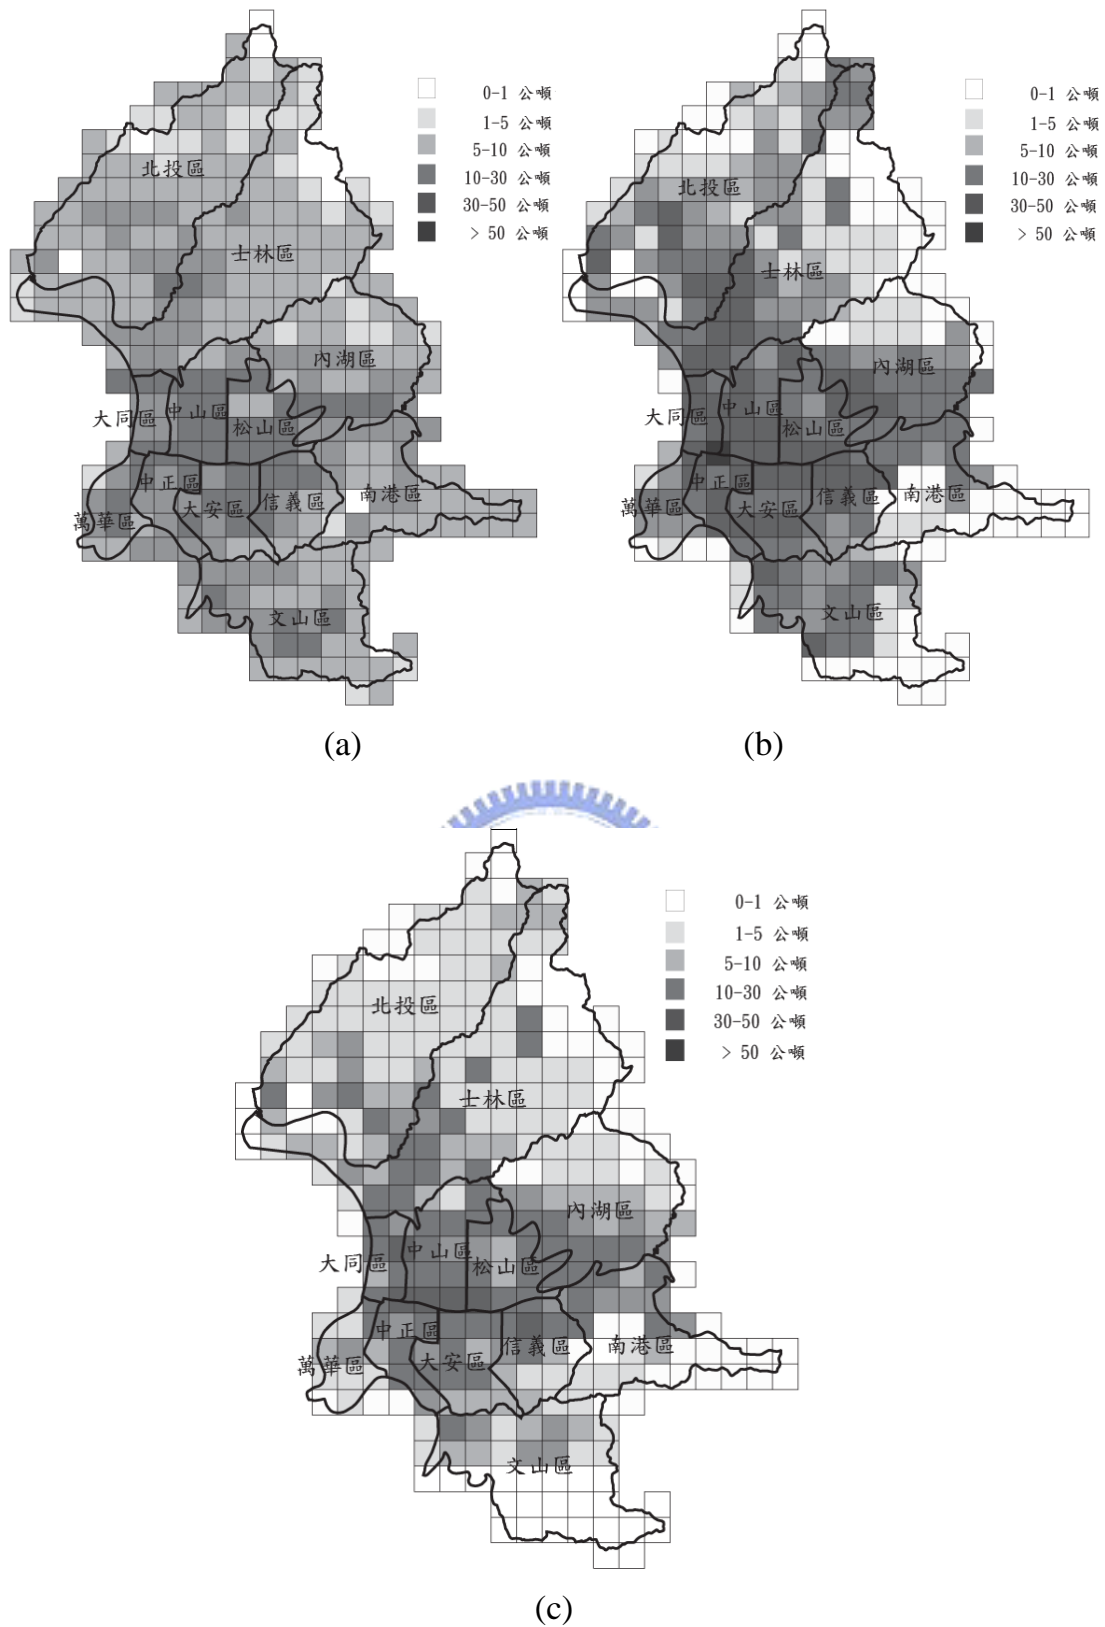 0-1 公噸
1-5 公噸
5-10 公噸
10-30 公噸
30-50 公噸
> 50 公噸
北投區
士林區
內湖區
大同區
中山區
松山區
中正區
萬華區
大安區
信義區
南港區
文山區
(a)
0-1 公噸
1-5 公噸
5-10 公噸
10-30 公噸
30-50 公噸
> 50 公噸
北投區
士林區
內湖區
大同區
中山區
松山區
中正區
萬華區
大安區
信義區
南港區
文山區
(b)
0-1 公噸
1-5 公噸
5-10 公噸
10-30 公噸
30-50 公噸
> 50 公噸
北投區
士林區
內湖區
大同區
中山區
松山區
中正區
萬華區
大安區
信義區
南港區
文山區
(c)